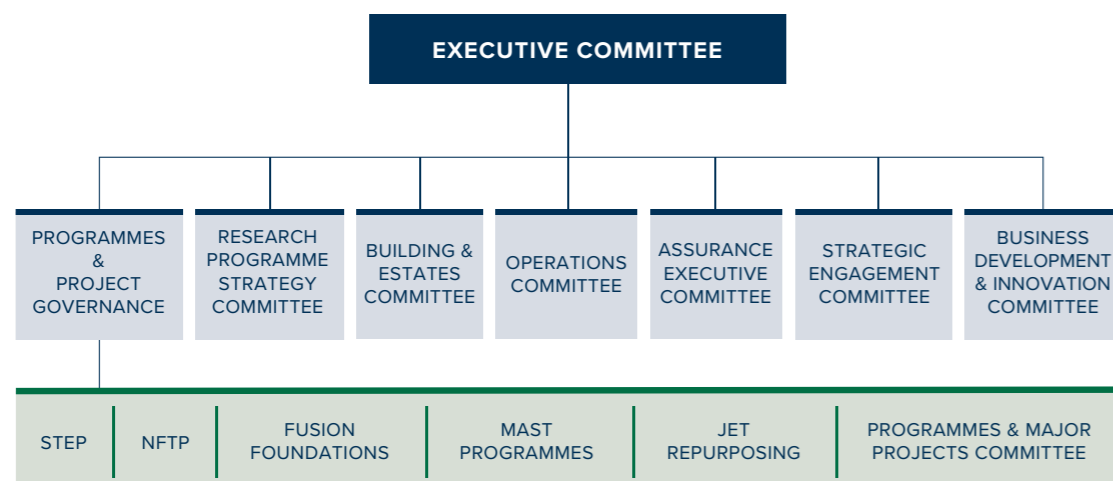 EXECUTIVE COMMITTEE
PROGRAMMES
&
PROJECT
GOVERNANCE
RESEARCH
PROGRAMME
STRATEGY
COMMITTEE
BUILDING &
ESTATES
COMMITTEE
OPERATIONS
COMMITTEE
ASSURANCE
EXECUTIVE
COMMITTEE
STRATEGIC
ENGAGEMENT
COMMITTEE
BUSINESS
DEVELOPMENT
& INNOVATION
COMMITTEE
STEP
NFTP
FUSION
FOUNDATIONS
MAST
PROGRAMMES
JET
REPURPOSING
PROGRAMMES & MAJOR
PROJECTS COMMITTEE